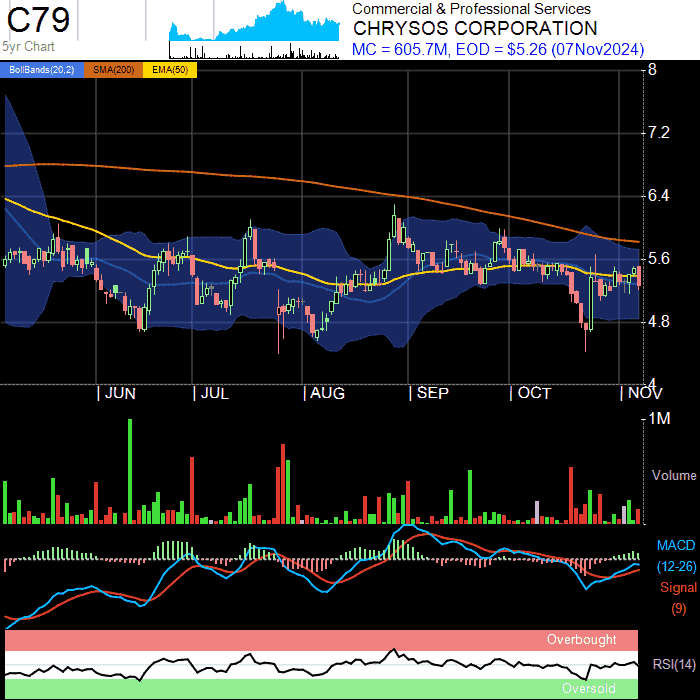 C79
5yr Chart
Commercial & Professional Services
CHRYSOS CORPORATION
MC = 605.7M, EOD = $5.26 (07Nov2024)
BollBands(20,2) SMA(200) EMA(50)
8
7.2
6.4
5.6
4.8
4
JUN JUL AUG SEP OCT NOV
1M
Volume
MACD
(12-26)
Signal
(9)
Overbought
RSI(14)
Oversold